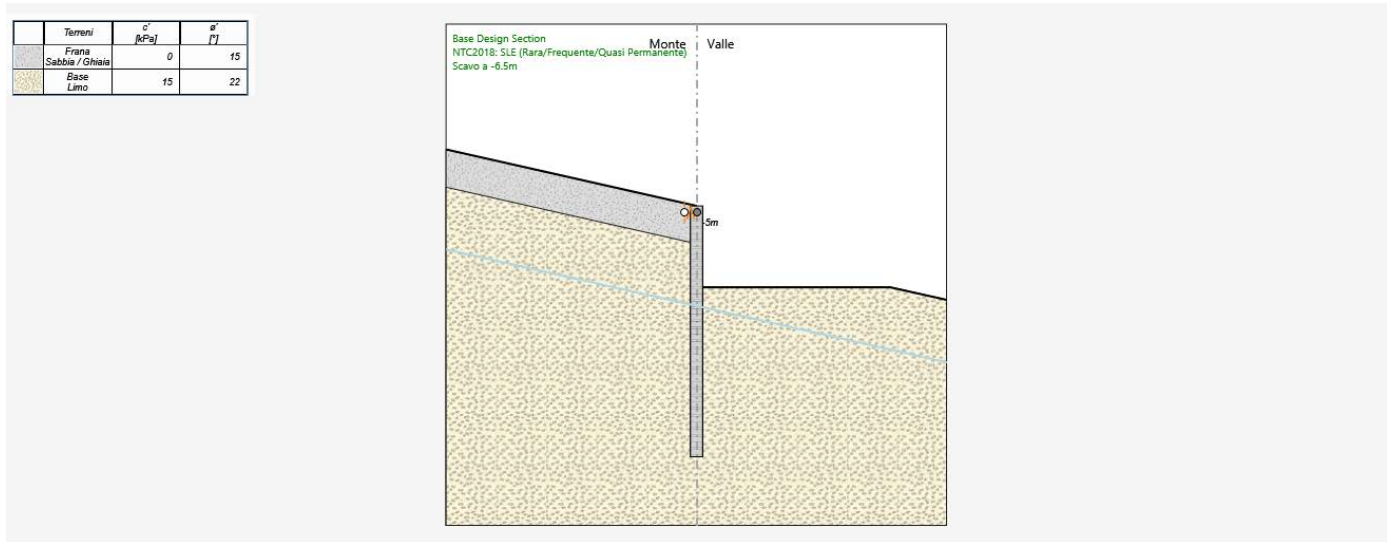 Terreni c' [kPa] ø' [°]
Frana Sabbia / Ghiaia 0 15
Base Limo 15 22
Base Design Section
NTC2018: SLE (Rara/Frequente/Quasi Permanente)
Scavo a -6.5m
Monte
Valle
-5m